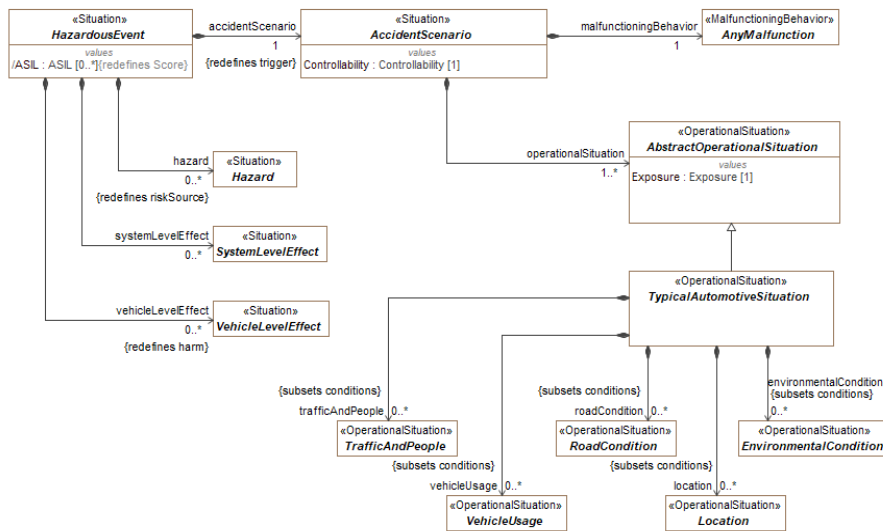 «Situation»
HazardousEvent
values
/ASIL : ASIL [0..*]{redefines Score}
accidentScenario
1
{redefines trigger}
«Situation»
AccidentScenario
values
Controllability : Controllability [1]
malfunctioningBehavior
1
«MalfunctioningBehavior»
AnyMalfunction
operationalSituation
1..*
«OperationalSituation»
AbstractOperationalSituation
values
Exposure : Exposure [1]
hazard
0..*
{redefines riskSource}
«Situation»
Hazard
systemLevelEffect
0..*
«Situation»
SystemLevelEffect
vehicleLevelEffect
0..*
{redefines harm}
«Situation»
VehicleLevelEffect
«OperationalSituation»
TypicalAutomotiveSituation
{subsets conditions}
trafficAndPeople
0..*
«OperationalSituation»
TrafficAndPeople
{subsets conditions}
roadCondition
0..*
«OperationalSituation»
RoadCondition
environmentalCondition
{subsets conditions}
0..*
«OperationalSituation»
EnvironmentalCondition
{subsets conditions}
vehicleUsage
0..*
«OperationalSituation»
VehicleUsage
{subsets conditions}
location
0..*
«OperationalSituation»
Location